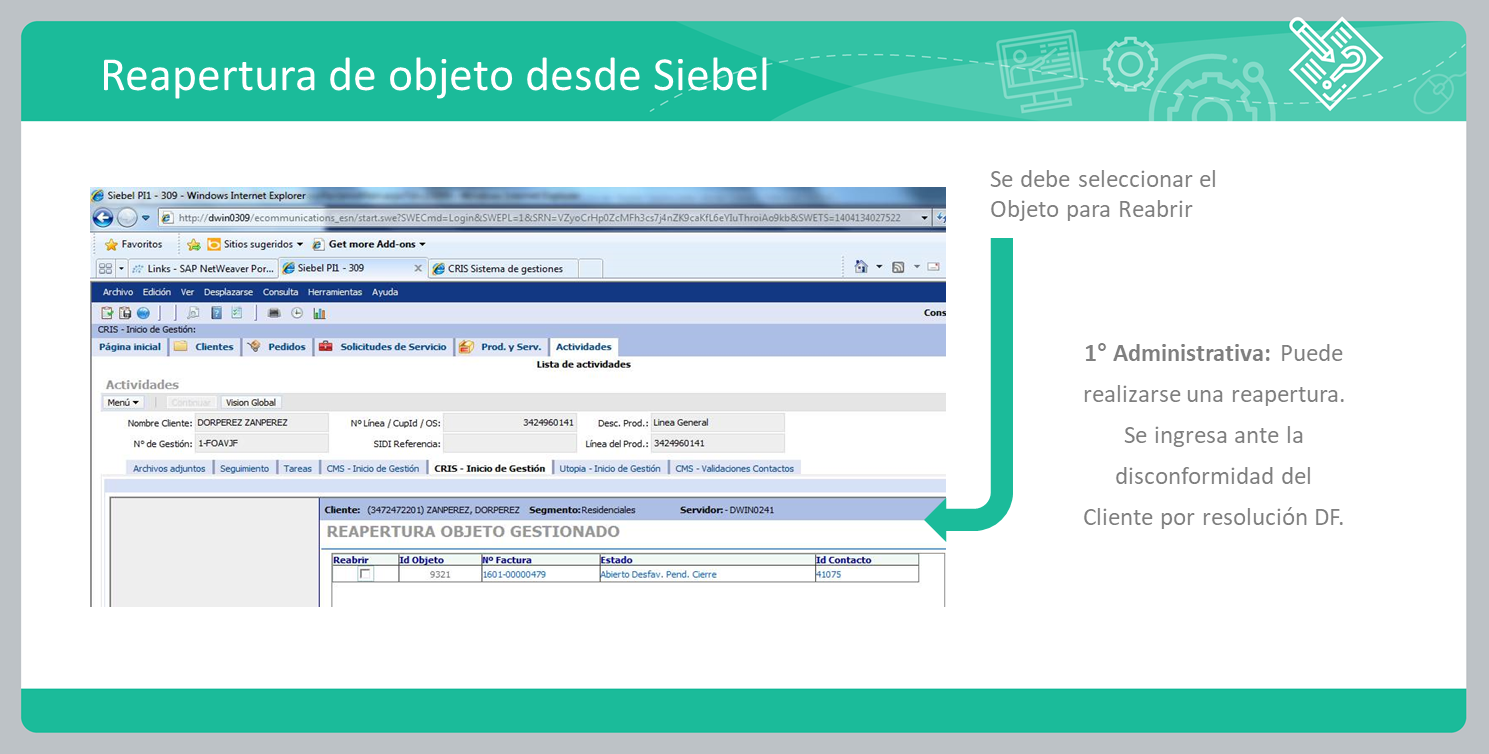 Reapertura de objeto desde Siebel
Se debe seleccionar el
Objeto para Reabrir
Siebel PI1 - 309 - Windows Internet Explorer
http://dwin0309/ecommunications_esn/start.swe?SWECmd=Login&SWEPL=1&SRN=VZyoCrHp0ZcMFh3cs7j4nZK9caKfL6eYIuThroiAo9kb&SWETS=1404134027522
Favoritos Sitios sugeridos Get more Add-ons
Links - SAP NetWeaver Por... Siebel PI1 - 309 CRIS Sistema de gestiones
Archivo Edición Ver Desplazarse Consulta Herramientas Ayuda
Cons
CRIS - Inicio de Gestión:
Página inicial Clientes Pedidos Solicitudes de Servicio Prod. y Serv. Actividades
Lista de actividades
Actividades
Menú Continuar Vision Global
Nombre Cliente: DORPEREZ ZANPEREZ Nº Línea / CupId / OS: 3424960141 Desc. Prod.: Linea General
Nº de Gestión: 1-FOAVJF SIDI Referencia: Línea del Prod.: 3424960141
Archivos adjuntos Seguimiento Tareas CMS - Inicio de Gestión CRIS - Inicio de Gestión Utopia - Inicio de Gestión CMS - Validaciones Contactos
Cliente: (3472472201) ZANPEREZ, DORPEREZ Segmento: Residenciales Servidor: - DWIN0241
REAPERTURA OBJETO GESTIONADO
Reabrir Id Objeto Nº Factura Estado Id Contacto
9321 1601-00000479 Abierto Desfav. Pend. Cierre 41075
1° Administrativa: Puede
realizarse una reapertura.
Se ingresa ante la
disconformidad del
Cliente por resolución DF.